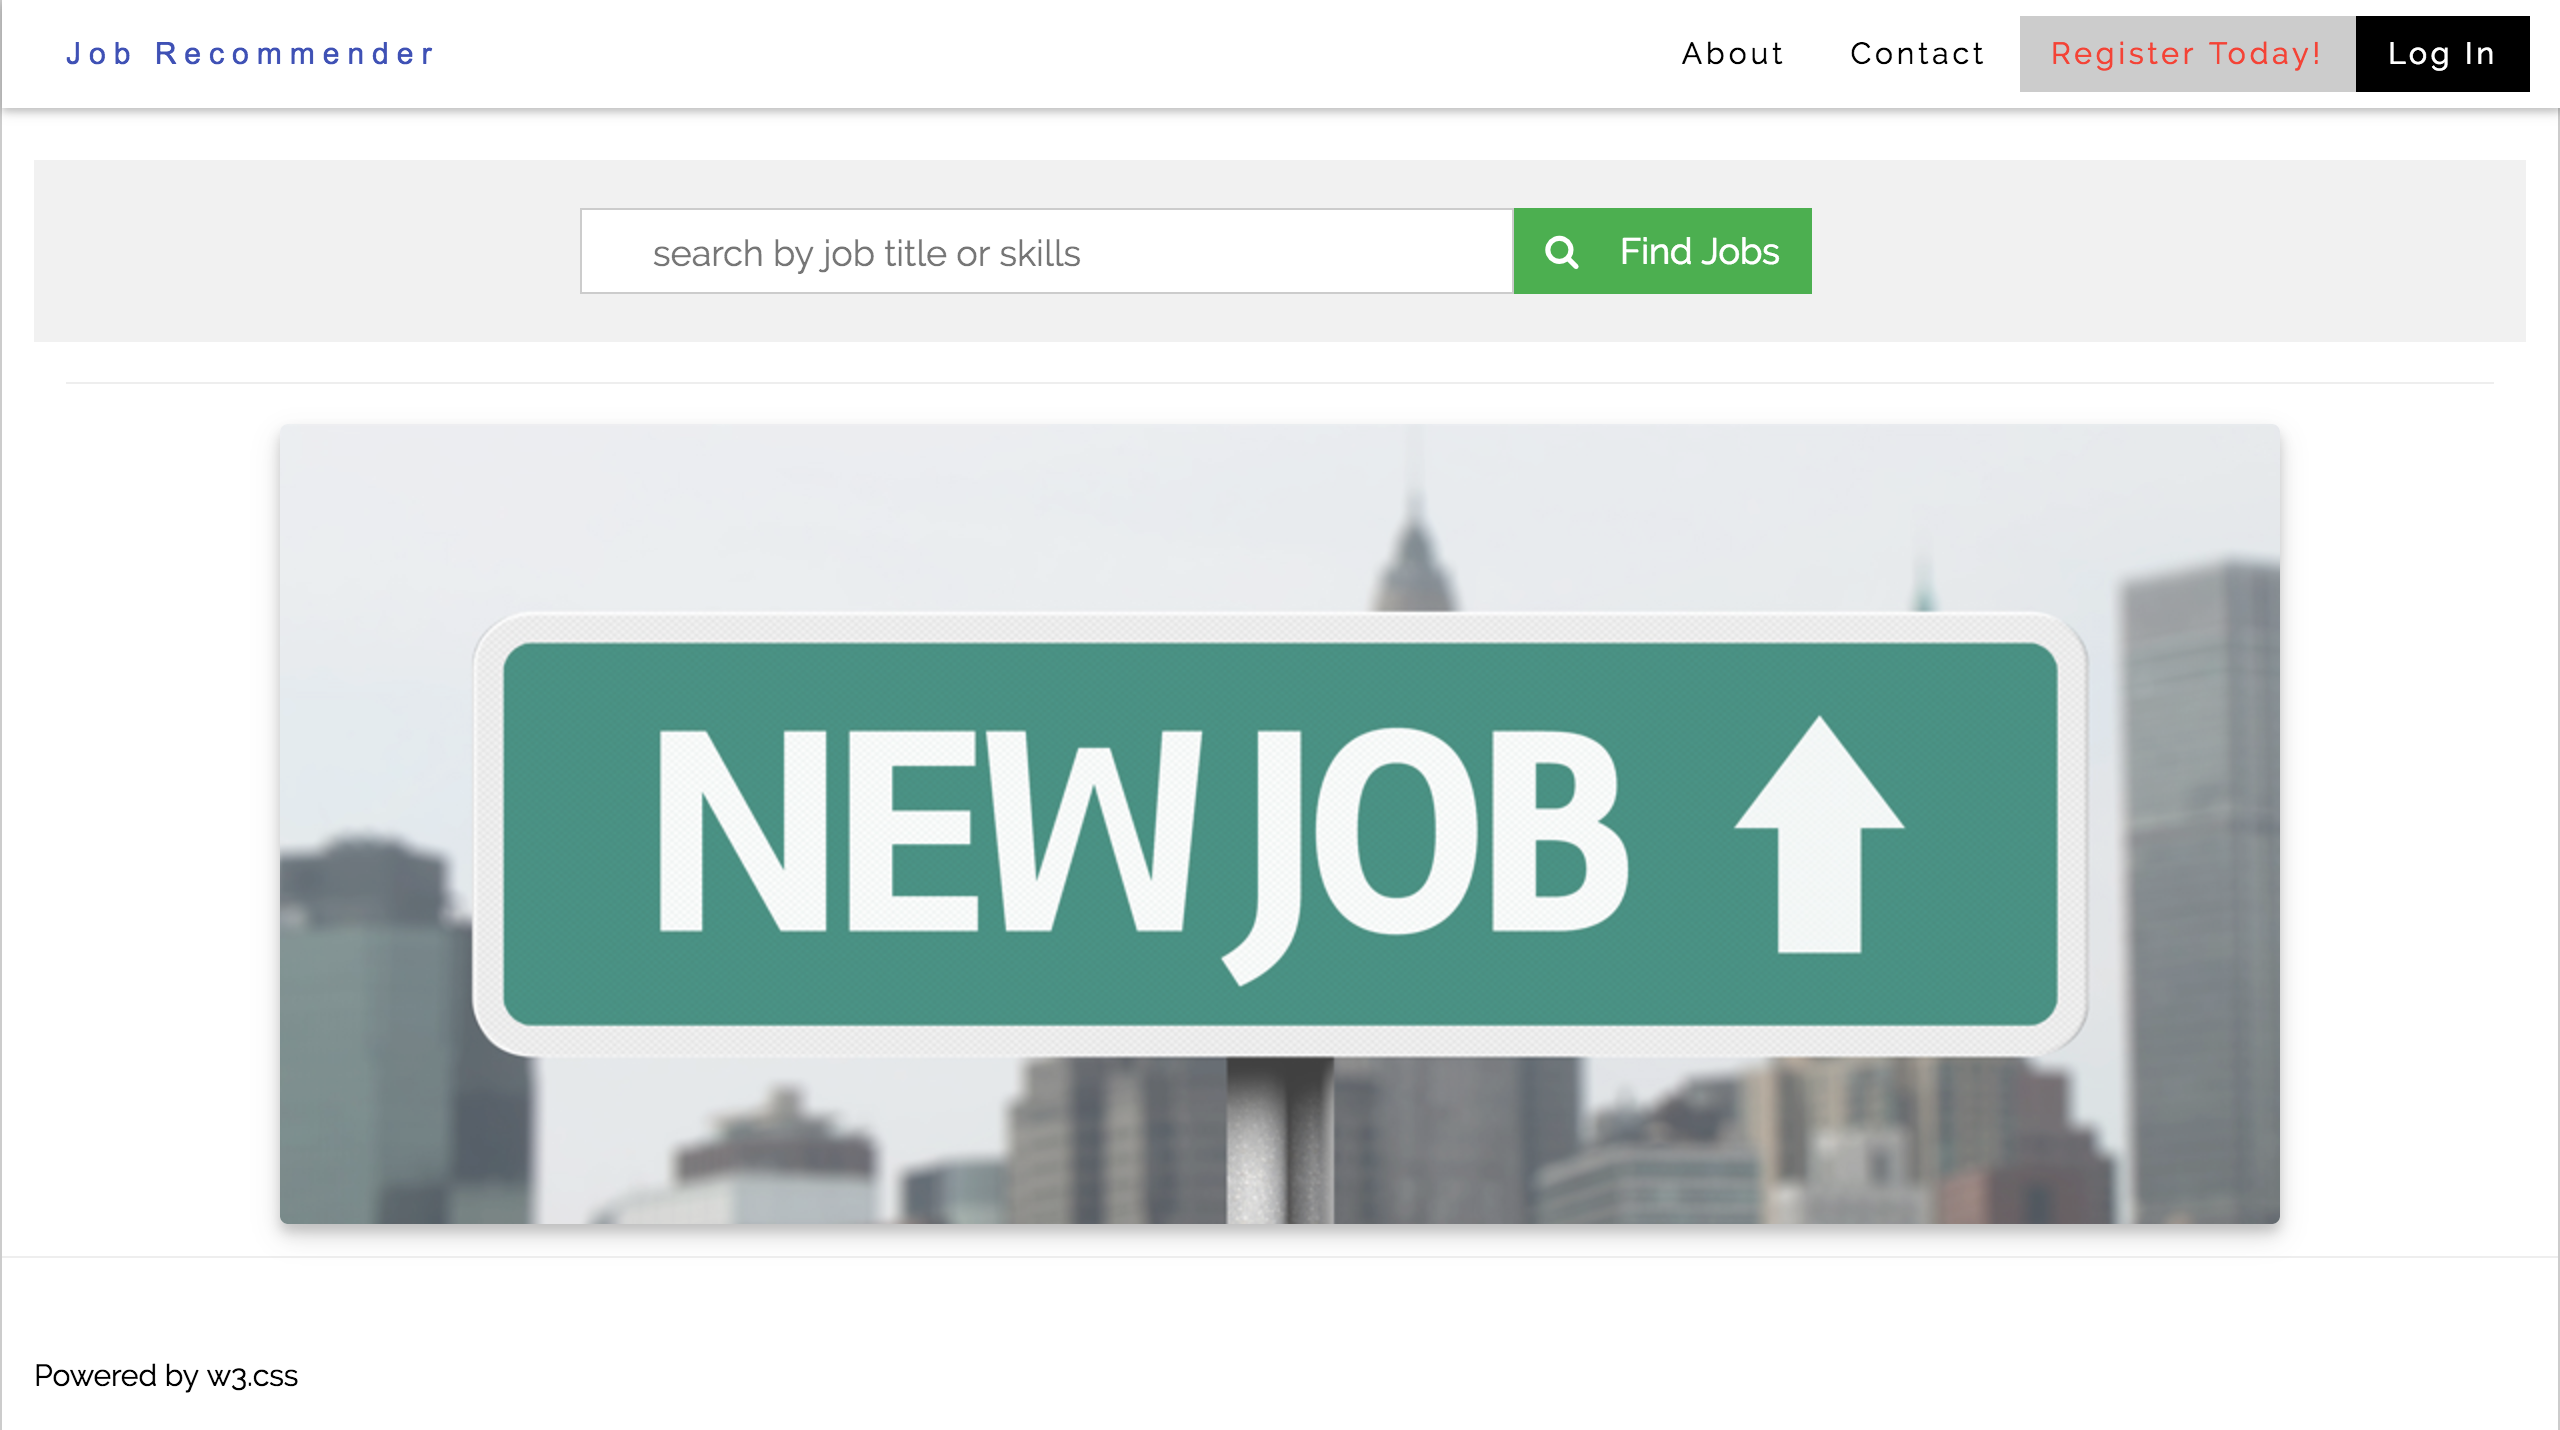 Job Recommender
About
Contact
Register Today!
Log In
search by job title or skills
Find Jobs
NEW JOB
Powered by w3.css